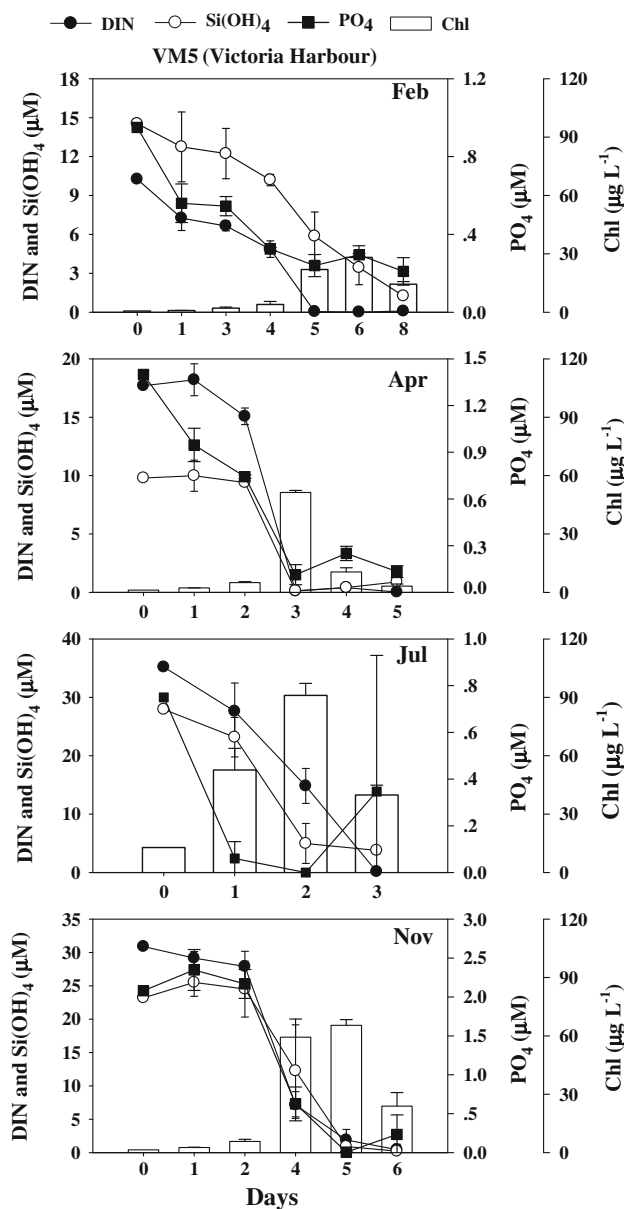 DIN Si(OH)4 PO4 Chl
VM5 (Victoria Harbour)
Feb
DIN and Si(OH)4 (µM)
18
15
12
9
6
3
0
1.2
.8
.4
0.0
PO4 (µM)
120
90
60
30
0
Chl (µg L-1)
0 1 3 4 5 6 8
Apr
DIN and Si(OH)4 (µM)
20
15
10
5
0
1.5
1.2
0.9
0.6
0.3
0.0
PO4 (µM)
120
90
60
30
0
Chl (µg L-1)
0 1 2 3 4 5
Jul
DIN and Si(OH)4 (µM)
40
30
20
10
0
1.0
.8
.6
.4
.2
0.0
PO4 (µM)
120
90
60
30
0
Chl (µg L-1)
0 1 2 3
Nov
DIN and Si(OH)4 (µM)
35
30
25
20
15
10
5
0
3.0
2.5
2.0
1.5
1.0
.5
0.0
PO4 (µM)
120
90
60
30
0
Chl (µg L-1)
0 1 2 4 5 6
Days